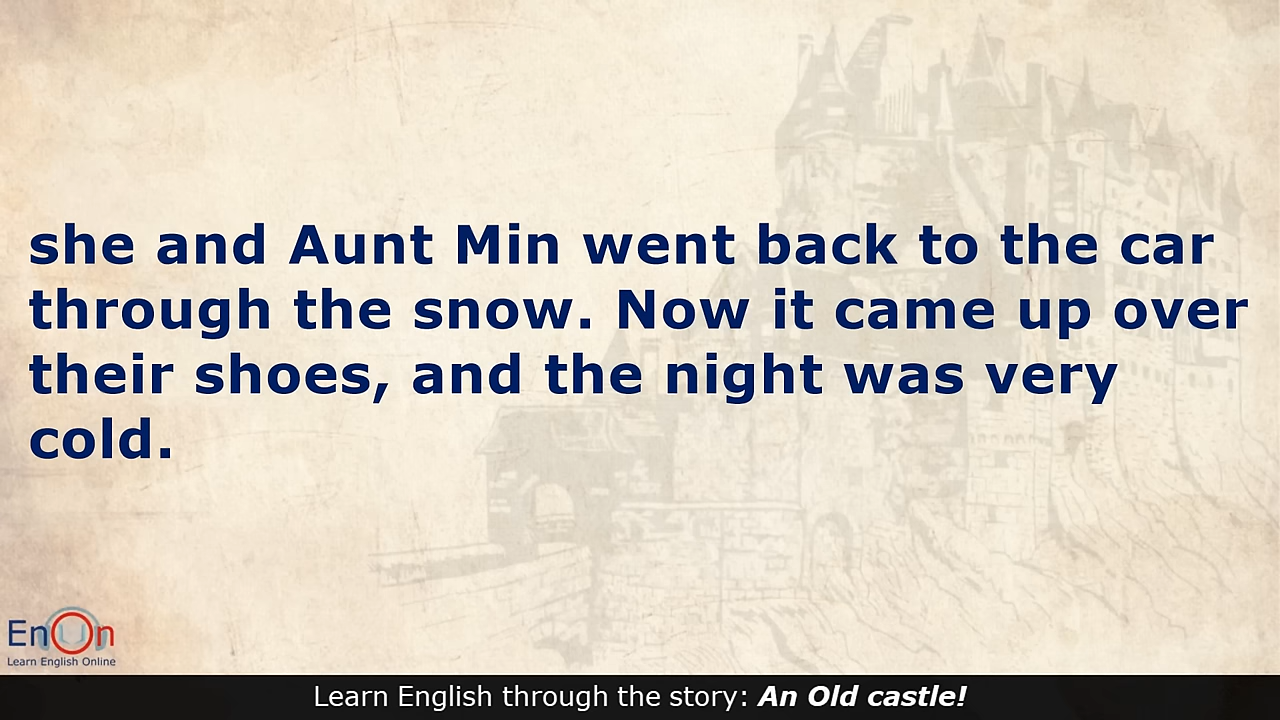 she and Aunt Min went back to the car
through the snow. Now it came up over
their shoes, and the night was very
cold.
EnOn
Learn English Online
Learn English through the story: An Old castle!